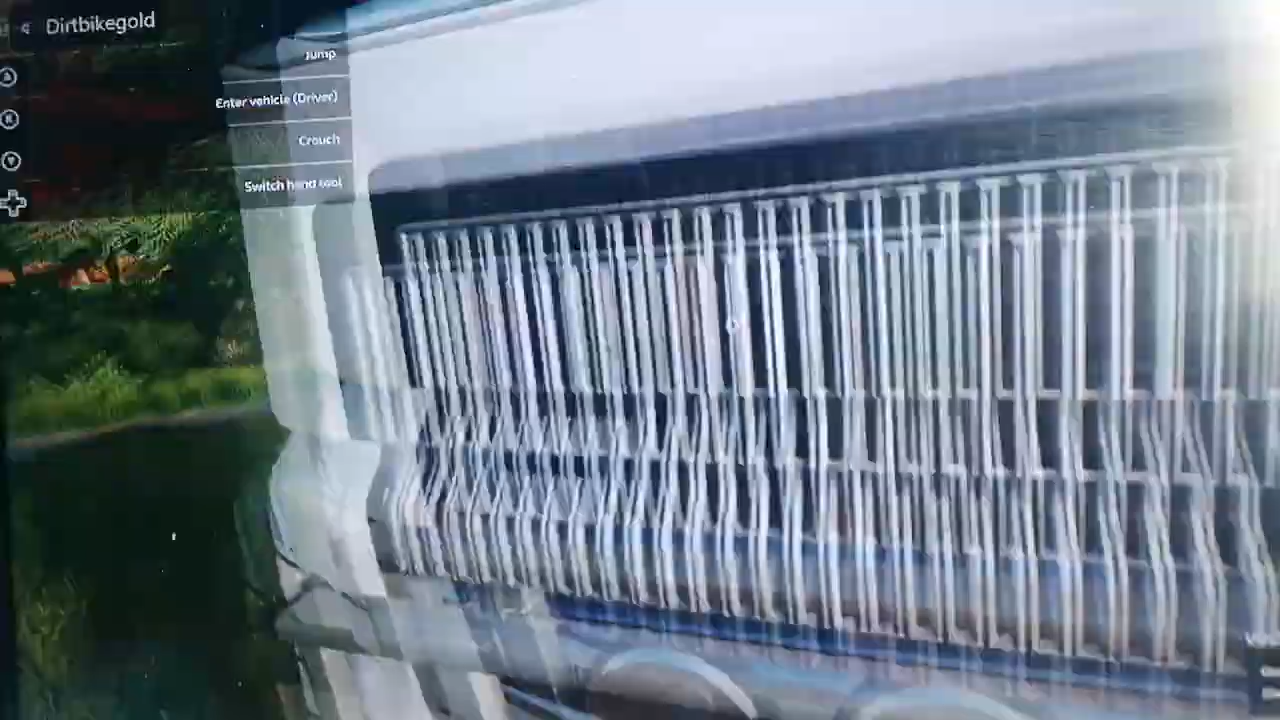 Dirtbikegold
Jump
Enter vehicle (Driver)
Crouch
Switch hand tool